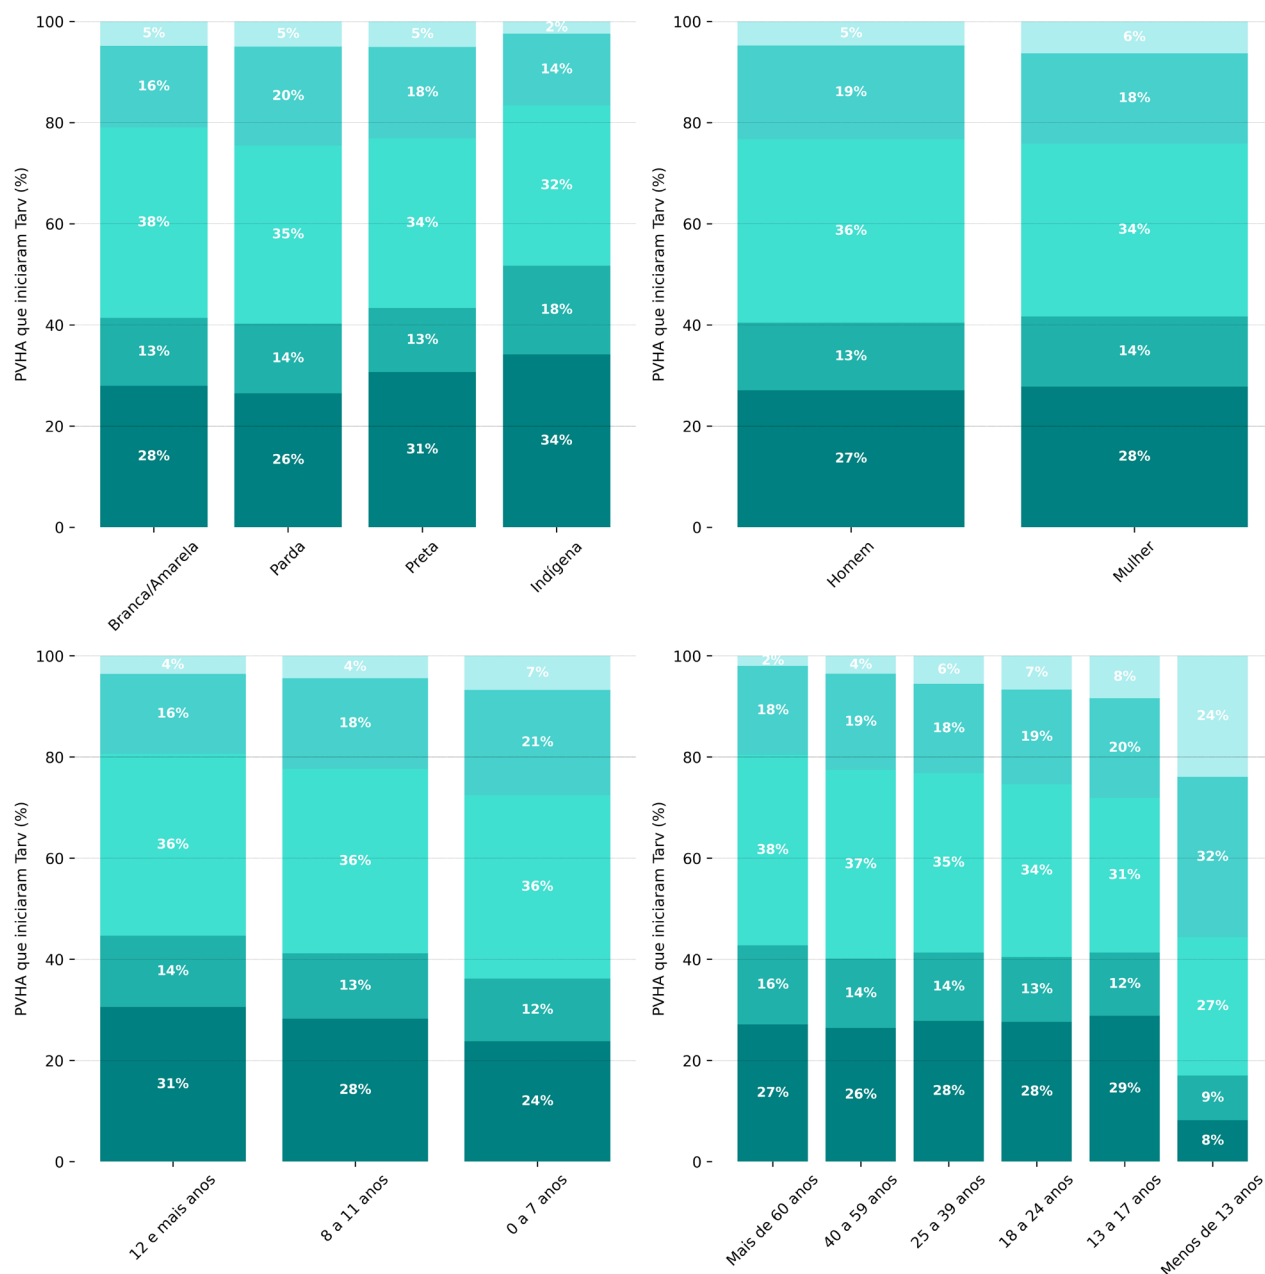 100
80
60
40
20
0
PVHA que iniciaram Tarv (%)
5% 5% 5% 2%
16% 20% 18% 14%
38% 35% 34% 32%
13% 14% 13% 18%
28% 26% 31% 34%
Branca/Amarela Parda Preta Indígena
100
80
60
40
20
0
PVHA que iniciaram Tarv (%)
5% 6%
19% 18%
36% 34%
13% 14%
27% 28%
Homem Mulher
100
80
60
40
20
0
PVHA que iniciaram Tarv (%)
4% 4% 7%
16% 18% 21%
36% 36% 36%
14% 13% 12%
31% 28% 24%
12 e mais anos 8 a 11 anos 0 a 7 anos
100
80
60
40
20
0
PVHA que iniciaram Tarv (%)
2% 4% 6% 7% 8% 24%
18% 19% 18% 19% 20% 32%
38% 37% 35% 34% 31% 27%
16% 14% 14% 13% 12% 9%
27% 26% 28% 28% 29% 8%
Mais de 60 anos 40 a 59 anos 25 a 39 anos 18 a 24 anos 13 a 17 anos Menos de 13 anos